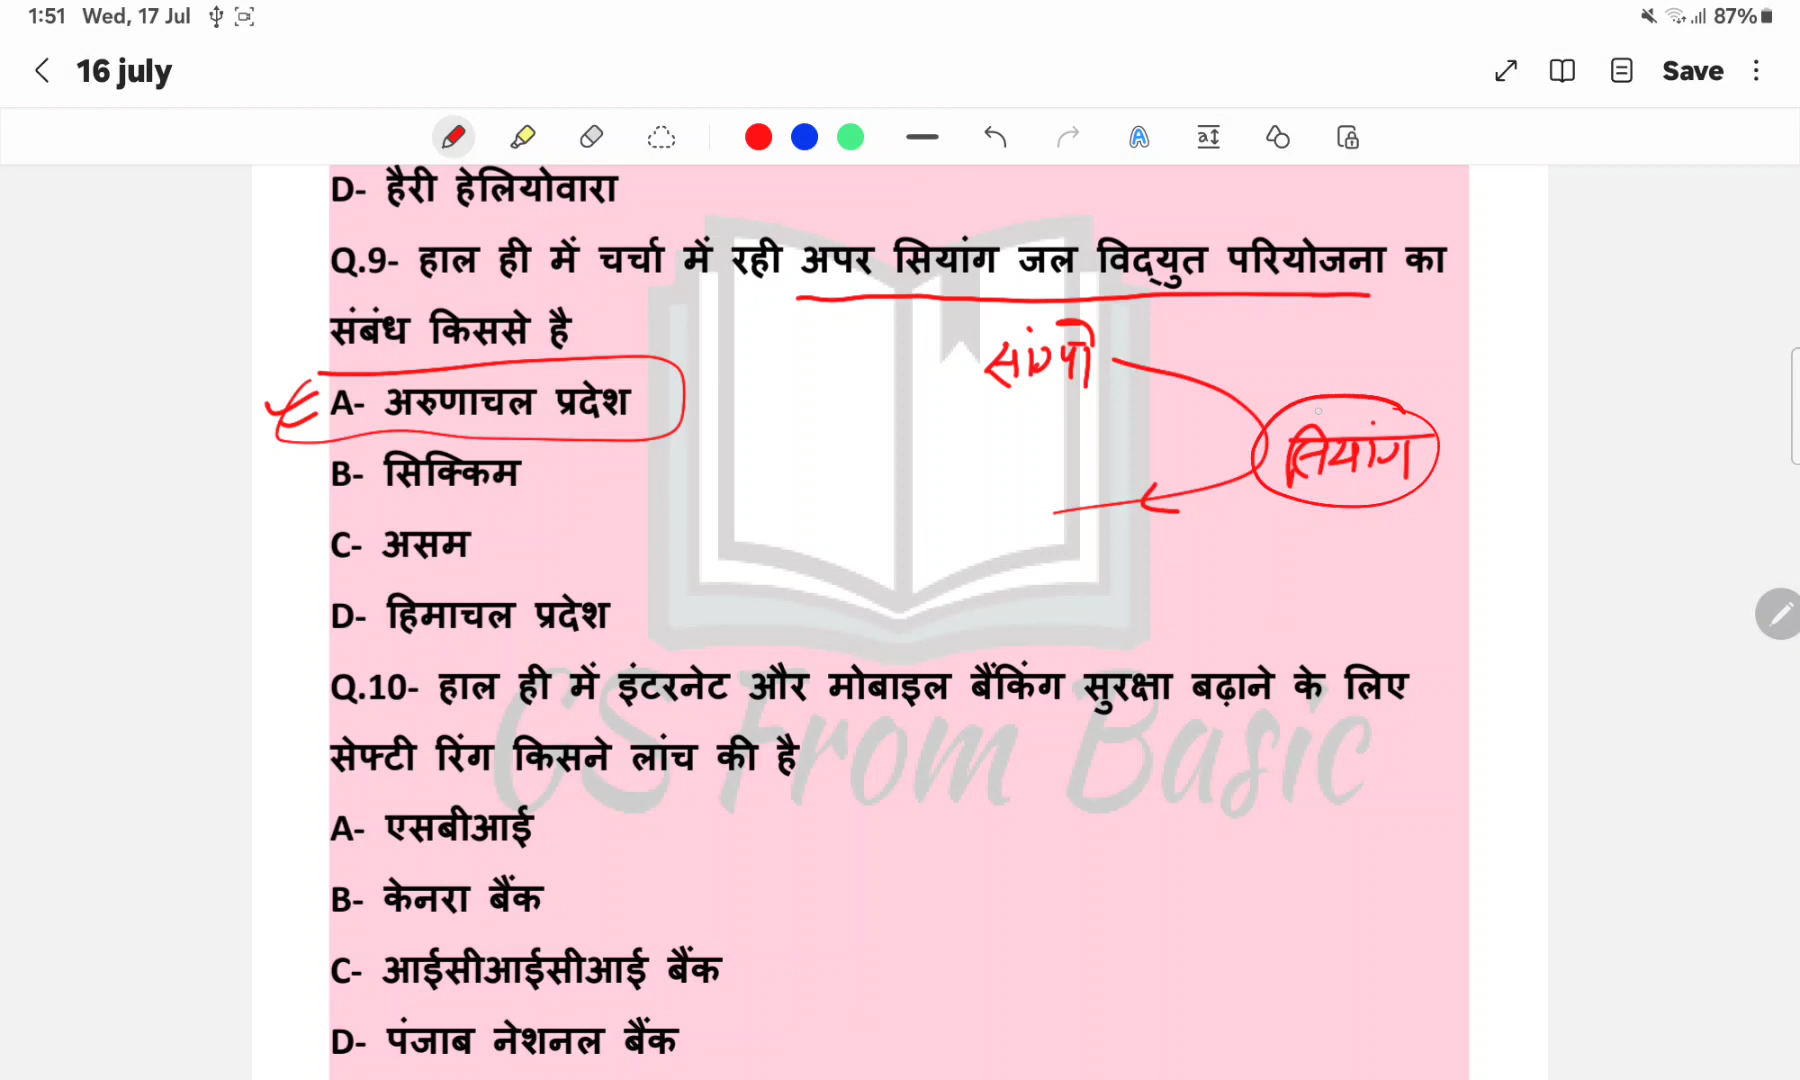 1:51 Wed, 17 Jul 87%
16 july Save
D- हैरी हेलियोवारा
Q.9- हाल ही में चर्चा में रही अपर सियांग जल विद्युत परियोजना का
संबंध किससे है
सांगपो
A- अरुणाचल प्रदेश
सियांग
B- सिक्किम
C- असम
D- हिमाचल प्रदेश
Q.10- हाल ही में इंटरनेट और मोबाइल बैंकिंग सुरक्षा बढ़ाने के लिए
सेफ्टी रिंग किसने लांच की है
CS From Basic
A- एसबीआई
B- केनरा बैंक
C- आईसीआईसीआई बैंक
D- पंजाब नेशनल बैंक